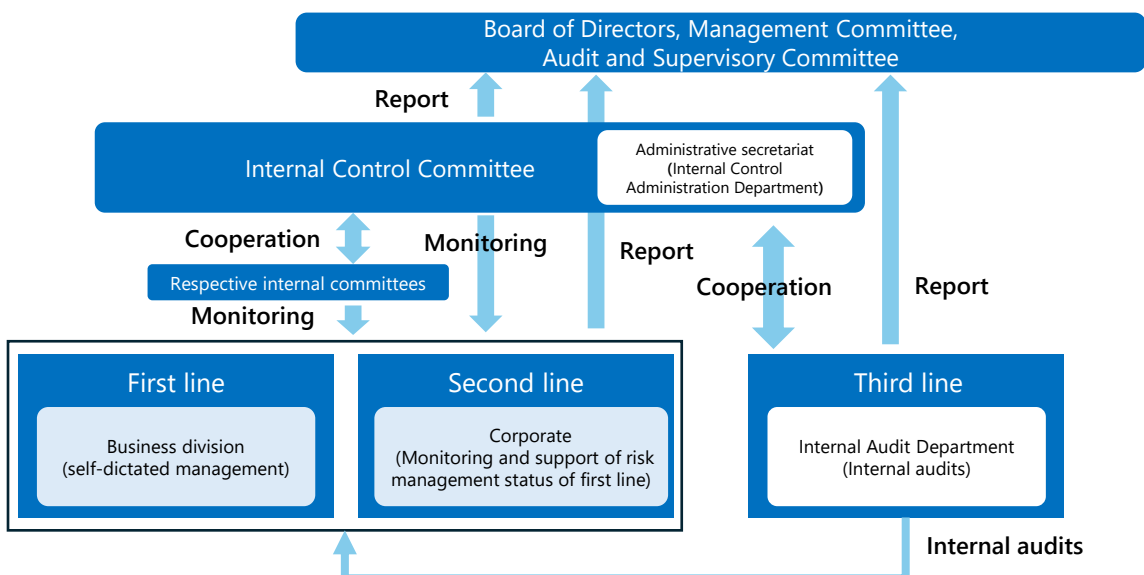 Board of Directors, Management Committee,
Audit and Supervisory Committee
Report
Internal Control Committee
Administrative secretariat
(Internal Control
Administration Department)
Cooperation
Monitoring
Report
Cooperation
Report
Respective internal committees
Monitoring
First line
Business division
(self-dictated management)
Second line
Corporate
(Monitoring and support of risk
management status of first line)
Third line
Internal Audit Department
(Internal audits)
Internal audits